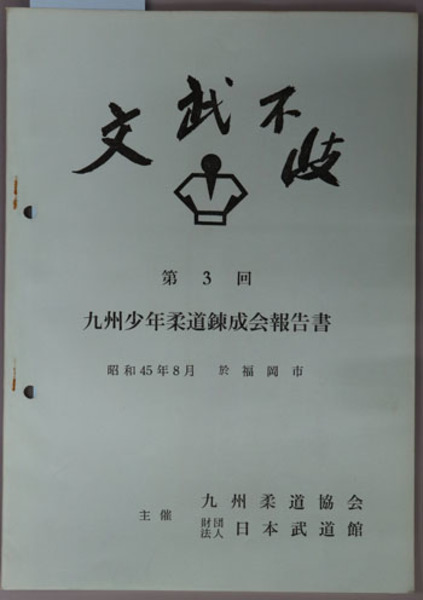 文武不岐
第3回
九州少年柔道錬成会報告書
昭和45年8月 於 福岡市
主催 九州柔道協会
財団法人 日本武道館